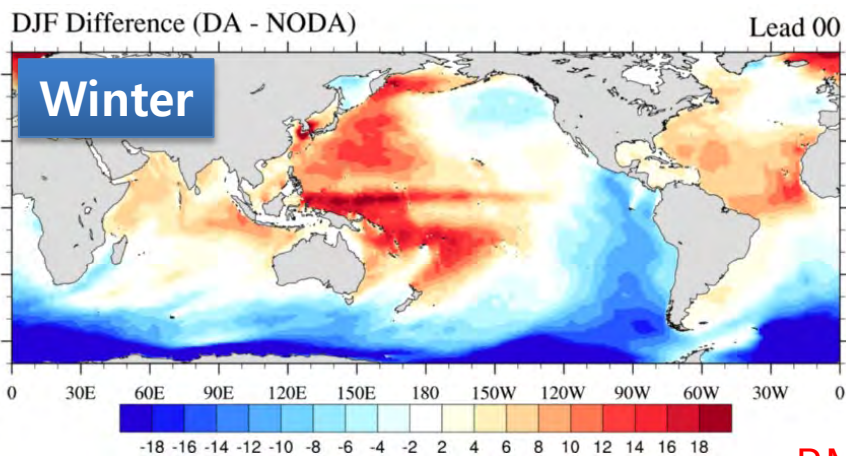 DJF Difference (DA - NODA) Lead 00
Winter
0 30E 60E 90E 120E 150E 180 150W 120W 90W 60W 30W 0
-18 -16 -14 -12 -10 -8 -6 -4 -2 2 4 6 8 10 12 14 16 18